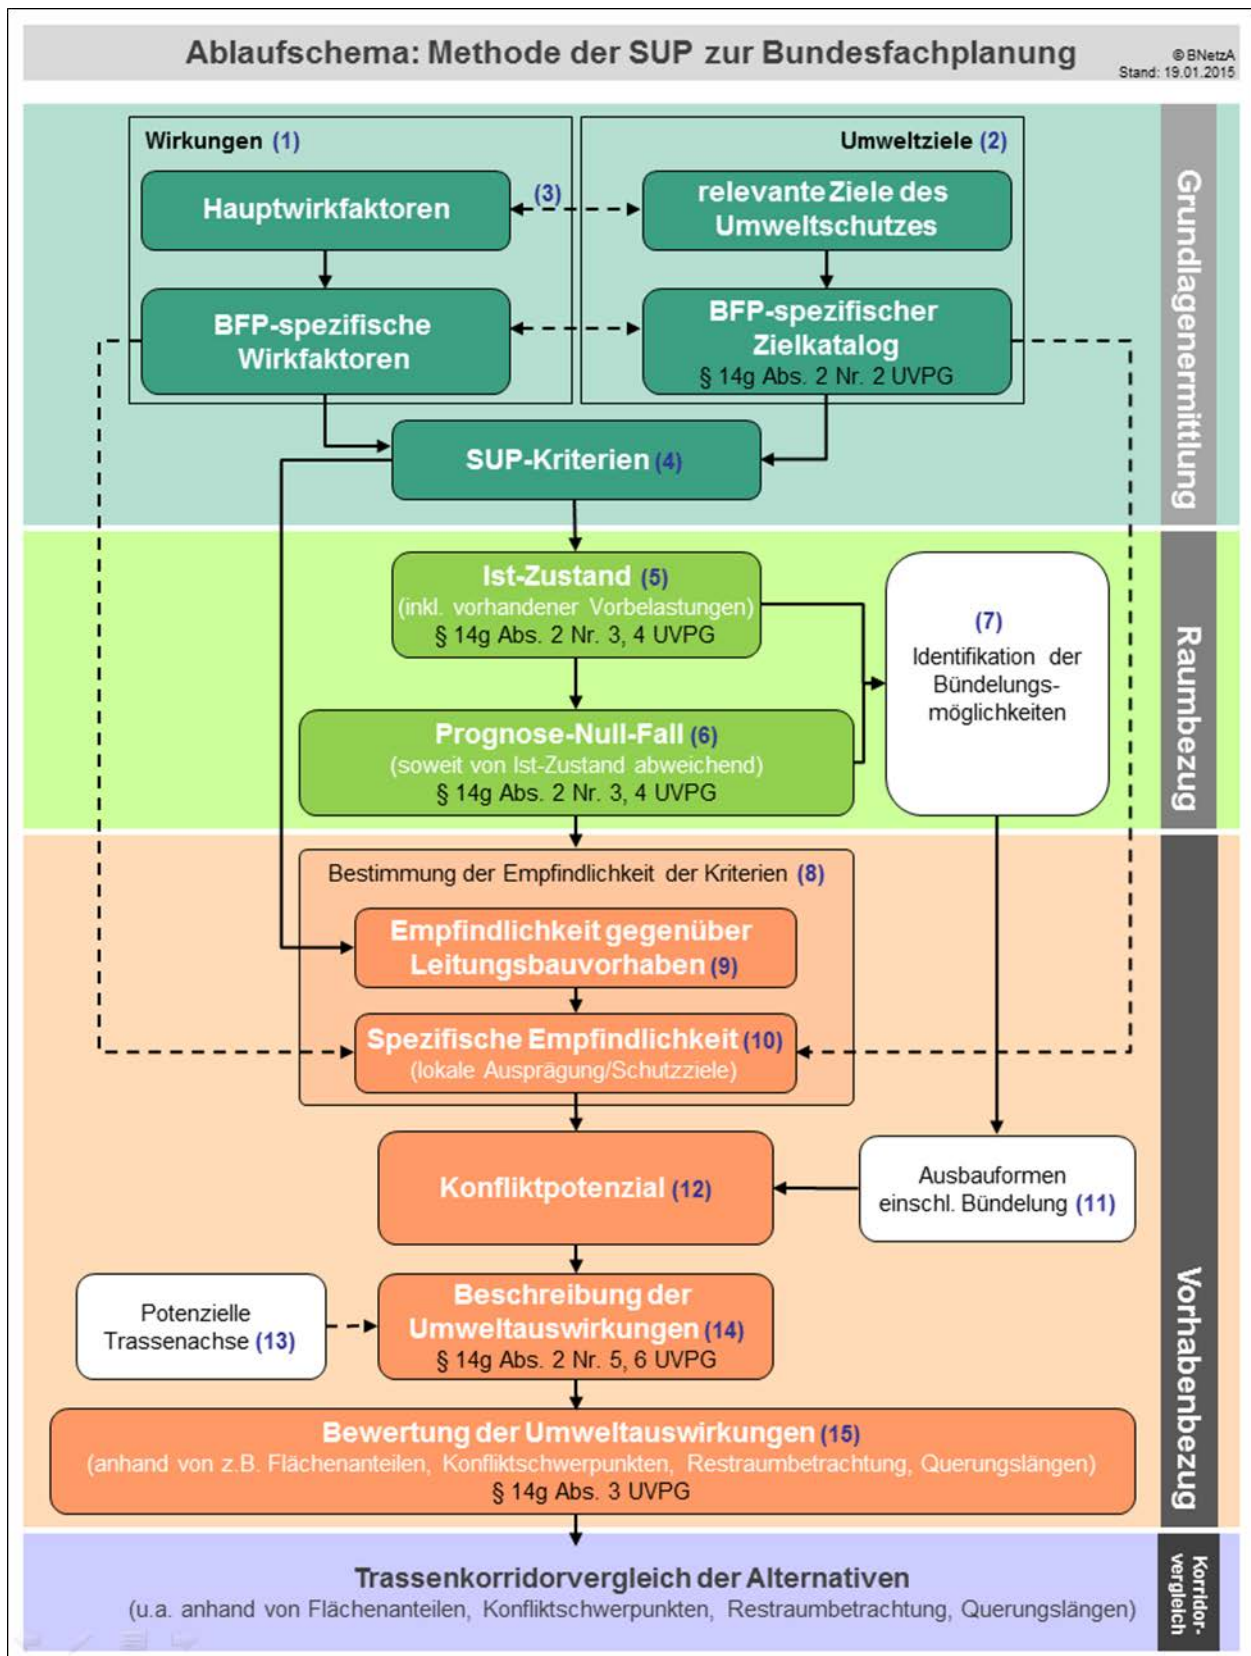 Ablaufschema: Methode der SUP zur Bundesfachplanung
© BNetzA
Stand: 19.01.2015
Grundlagenermittlung
Wirkungen (1)
Umweltziele (2)
Hauptwirkfaktoren
(3)
relevante Ziele des
Umweltschutzes
BFP-spezifische
Wirkfaktoren
BFP-spezifischer
Zielkatalog
§ 14g Abs. 2 Nr. 2 UVPG
SUP-Kriterien (4)
Raumbezug
Ist-Zustand (5)
(inkl. vorhandener Vorbelastungen)
§ 14g Abs. 2 Nr. 3, 4 UVPG
(7)
Identifikation der
Bündelungs-
möglichkeiten
Prognose-Null-Fall (6)
(soweit von Ist-Zustand abweichend)
§ 14g Abs. 2 Nr. 3, 4 UVPG
Vorhabenbezug
Bestimmung der Empfindlichkeit der Kriterien (8)
Empfindlichkeit gegenüber
Leitungsbauvorhaben (9)
Spezifische Empfindlichkeit (10)
(lokale Ausprägung/Schutzziele)
Konfliktpotenzial (12)
Ausbauformen
einschl. Bündelung (11)
Potenzielle
Trassenachse (13)
Beschreibung der
Umweltauswirkungen (14)
§ 14g Abs. 2 Nr. 5, 6 UVPG
Bewertung der Umweltauswirkungen (15)
(anhand von z.B. Flächenanteilen, Konfliktschwerpunkten, Restraumbetrachtung, Querungslängen)
§ 14g Abs. 3 UVPG
Korridor-
vergleich
Trassenkorridorvergleich der Alternativen
(u.a. anhand von Flächenanteilen, Konfliktschwerpunkten, Restraumbetrachtung, Querungslängen)